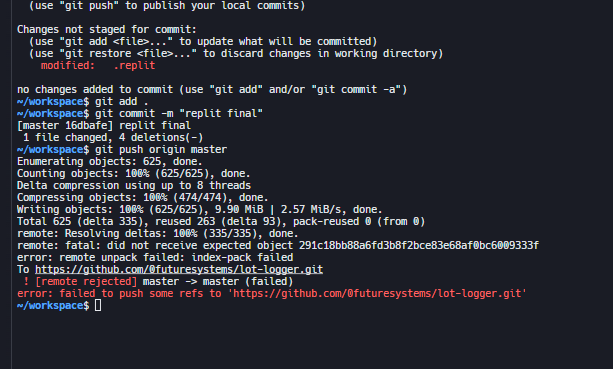 (use "git push" to publish your local commits)
Changes not staged for commit:
(use "git add <file>..." to update what will be committed)
(use "git restore <file>..." to discard changes in working directory)
modified:   .replit
no changes added to commit (use "git add" and/or "git commit -a")
~/workspace$ git add .
~/workspace$ git commit -m "replit final"
[master 16dbafe] replit final
1 file changed, 4 deletions(-)
~/workspace$ git push origin master
Enumerating objects: 625, done.
Counting objects: 100% (625/625), done.
Delta compression using up to 8 threads
Compressing objects: 100% (474/474), done.
Writing objects: 100% (625/625), 9.90 MiB | 2.57 MiB/s, done.
Total 625 (delta 335), reused 263 (delta 93), pack-reused 0 (from 0)
remote: Resolving deltas: 100% (335/335), done.
remote: fatal: did not receive expected object 291c18bb88a6fd3b8f2bce83e68af0bc6009333f
error: remote unpack failed: index-pack failed
To https://github.com/0futuresystems/lot-logger.git
! [remote rejected] master -> master (failed)
error: failed to push some refs to 'https://github.com/0futuresystems/lot-logger.git'
~/workspace$